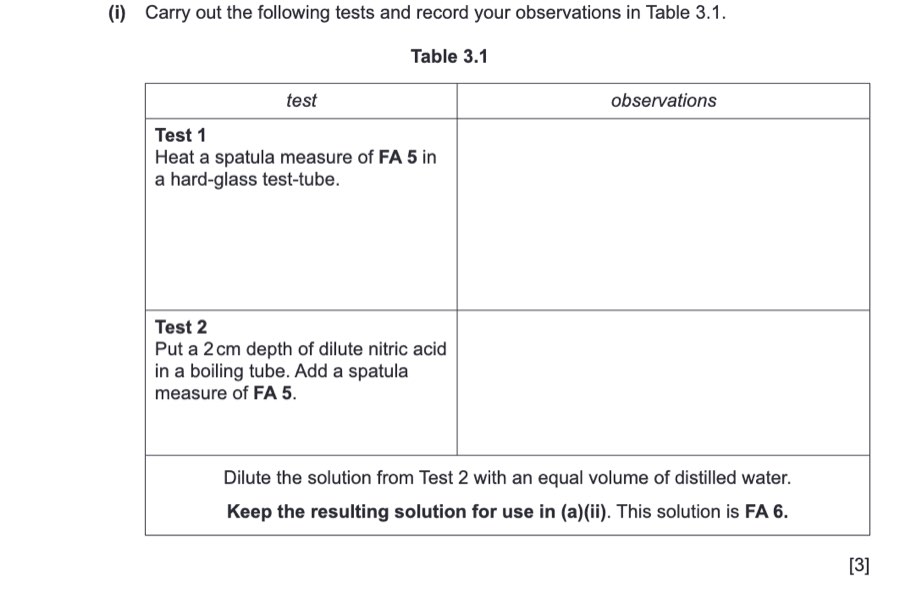 (i) Carry out the following tests and record your observations in Table 3.1.
Table 3.1
test
observations
Test 1
Heat a spatula measure of FA 5 in
a hard-glass test-tube.
Test 2
Put a 2 cm depth of dilute nitric acid
in a boiling tube. Add a spatula
measure of FA 5.
Dilute the solution from Test 2 with an equal volume of distilled water.
Keep the resulting solution for use in (a)(ii). This solution is FA 6.
[3]